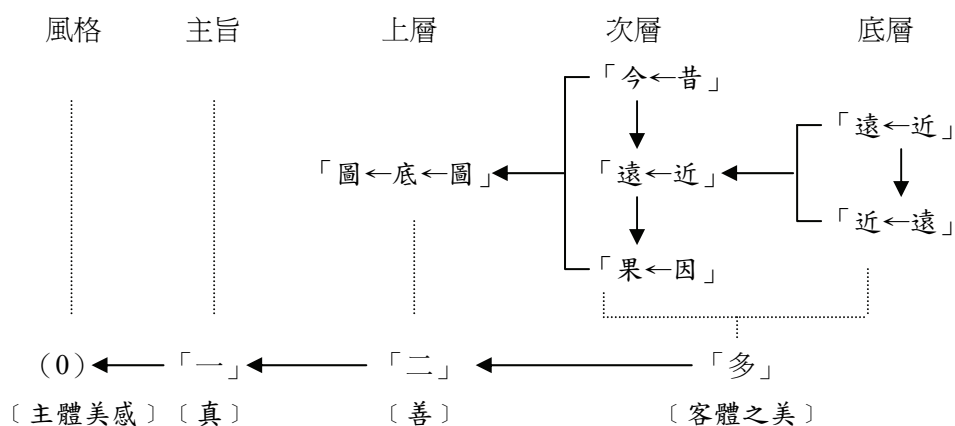 風格 主旨 上層 次層 底層
「今←昔」
「遠←近」
「圖←底←圖」 「遠←近」
「近←遠」
「果←因」
(0) 「一」 「二」 「多」
〔主體美感〕 〔真〕 〔善〕 〔客體之美〕